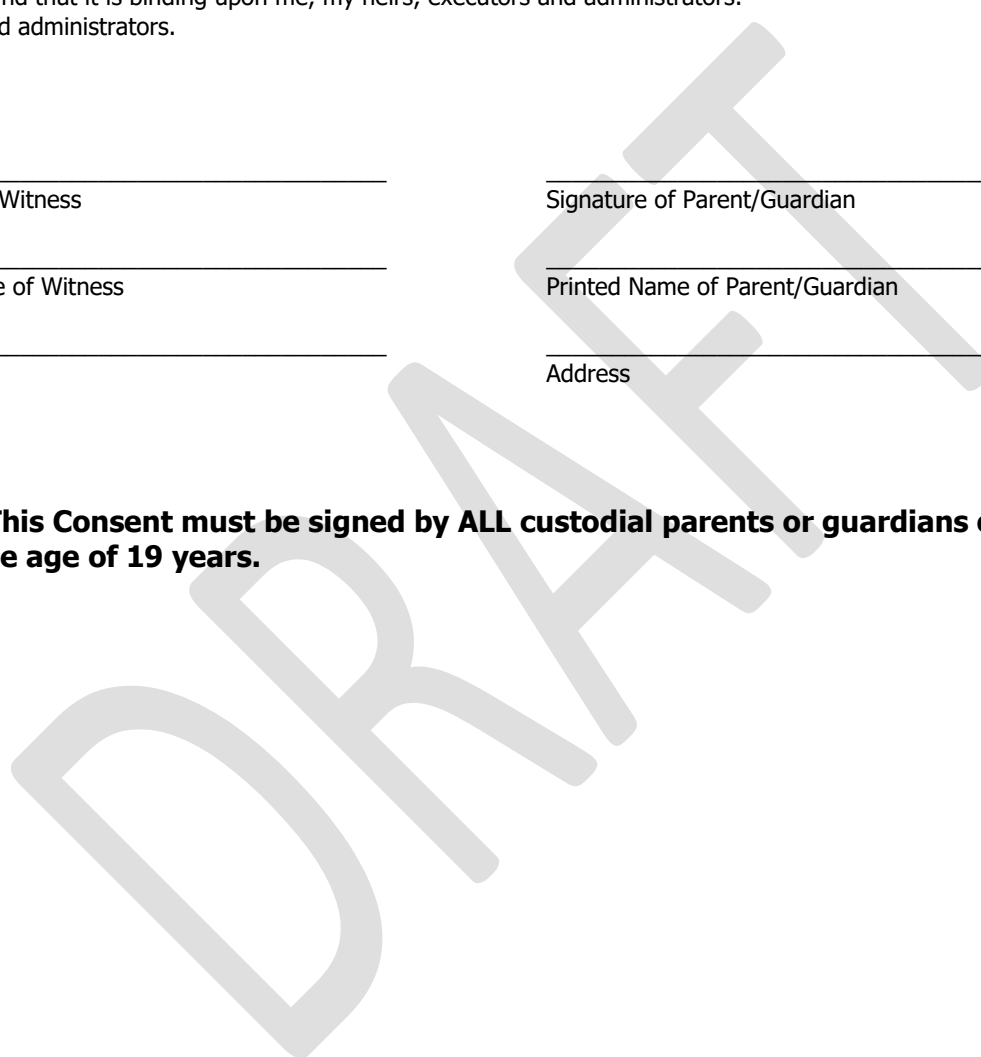 that it is binding upon me, my heirs, executors and administrators.
administrators.
Witness
Signature of Parent/Guardian
of Witness
Printed Name of Parent/Guardian
Address
This Consent must be signed by ALL custodial parents or guardians
age of 19 years.
DRAFT